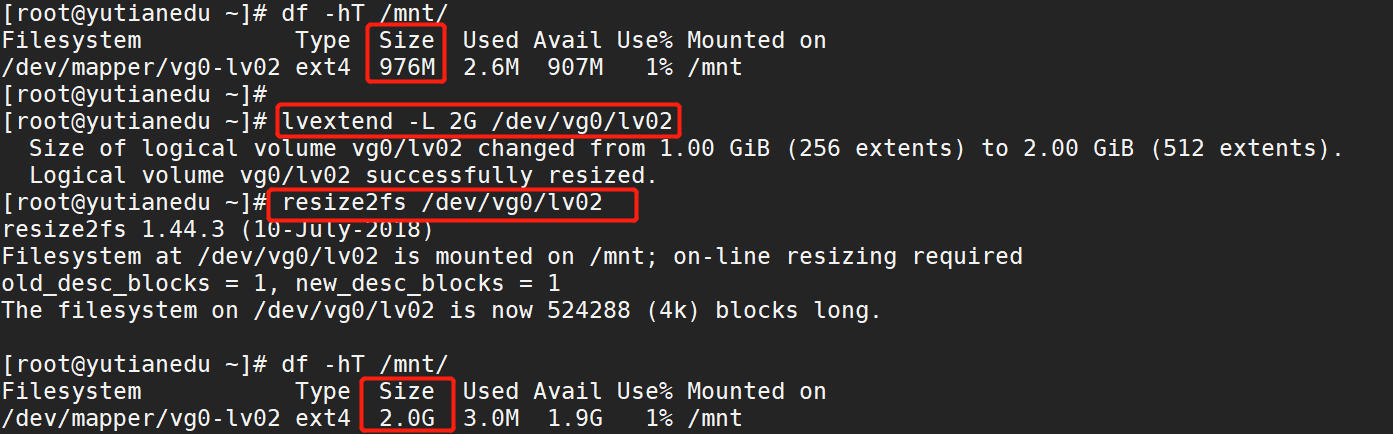 [root@yutianedu ~]# df -hT /mnt/
Filesystem           Type  Size  Used Avail Use% Mounted on
/dev/mapper/vg0-lv02 ext4  976M  2.6M  907M   1% /mnt
[root@yutianedu ~]#
[root@yutianedu ~]# lvextend -L 2G /dev/vg0/lv02
  Size of logical volume vg0/lv02 changed from 1.00 GiB (256 extents) to 2.00 GiB (512 extents).
  Logical volume vg0/lv02 successfully resized.
[root@yutianedu ~]# resize2fs /dev/vg0/lv02
resize2fs 1.44.3 (10-July-2018)
Filesystem at /dev/vg0/lv02 is mounted on /mnt; on-line resizing required
old_desc_blocks = 1, new_desc_blocks = 1
The filesystem on /dev/vg0/lv02 is now 524288 (4k) blocks long.
[root@yutianedu ~]# df -hT /mnt/
Filesystem           Type  Size  Used Avail Use% Mounted on
/dev/mapper/vg0-lv02 ext4  2.0G  3.0M  1.9G   1% /mnt